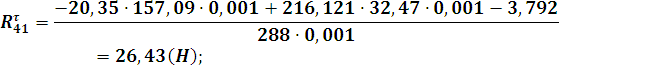 R^τ_41 = (−20,35 · 157,09 · 0,001 + 216,121 · 32,47 · 0,001 − 3,792) / (288 · 0,001)
= 26,43(H);